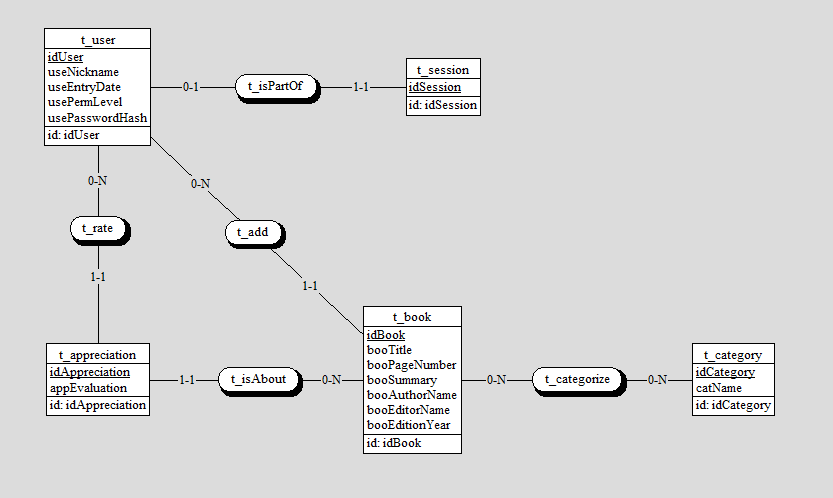 t_user
idUser
useNickname
useEntryDate
usePermLevel
usePasswordHash
id: idUser
0-1
t_isPartOf
1-1
t_session
idSession
id: idSession
0-N
0-N
t_rate
t_add
1-1
1-1
t_appreciation
idAppreciation
appEvaluation
id: idAppreciation
1-1
t_isAbout
0-N
t_book
idBook
booTitle
booPageNumber
booSummary
booAuthorName
booEditorName
booEditionYear
id: idBook
0-N
t_categorize
0-N
t_category
idCategory
catName
id: idCategory